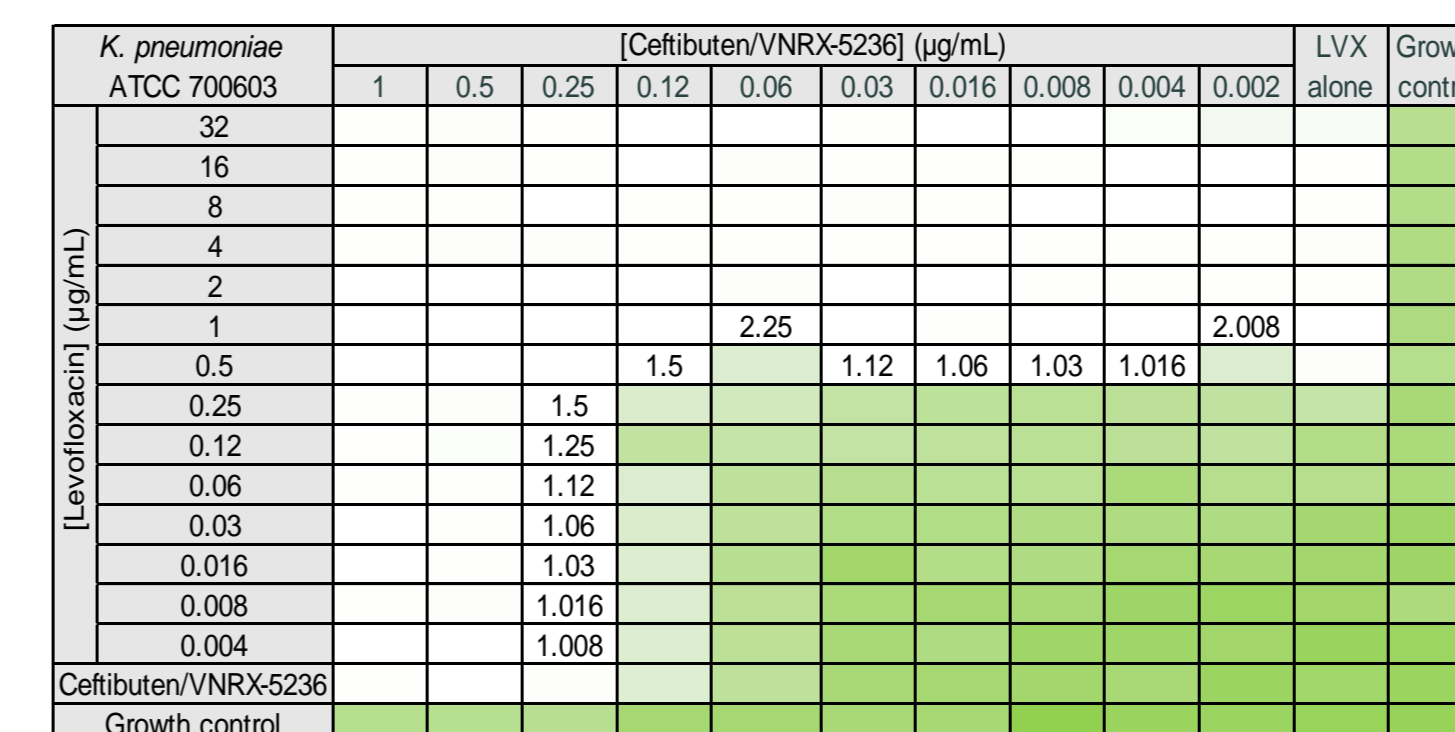 K. pneumoniae [Ceftibuten/VNRX-5236] (µg/mL) LVX Grow
ATCC 700603 1 0.5 0.25 0.12 0.06 0.03 0.016 0.008 0.004 0.002 alone contr
[Levofloxacin] (µg/mL)
32
16
8
4
2
1 2.25 2.008
0.5 1.5 1.12 1.06 1.03 1.016
0.25 1.5
0.12 1.25
0.06 1.12
0.03 1.06
0.016 1.03
0.008 1.016
0.004 1.008
Ceftibuten/VNRX-5236
Growth control